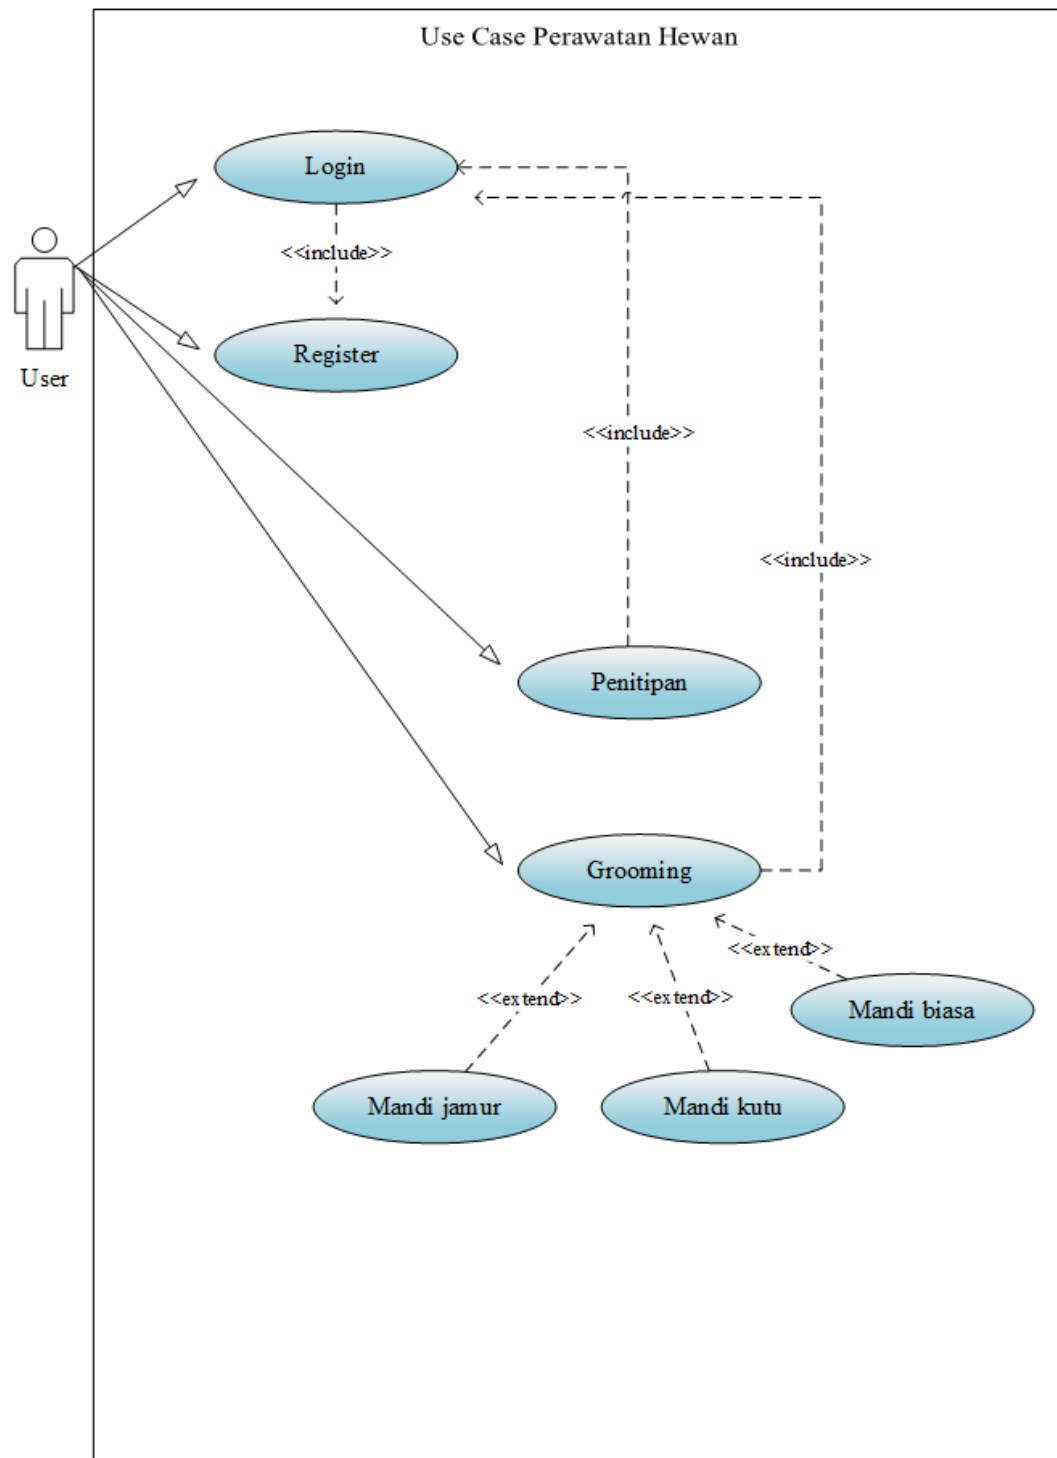 Use Case Perawatan Hewan
Login
<<include>>
User
Register
<<include>>
<<include>>
Penitipan
Grooming
<<extend>>
<<extend>>
<<extend>>
Mandi biasa
Mandi jamur
Mandi kutu